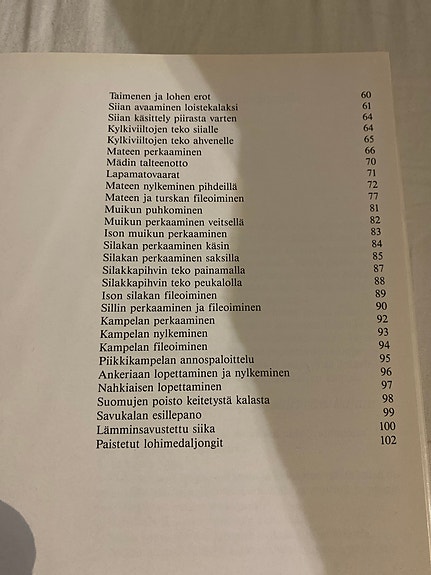 Taimenen ja lohen erot 60
Siian avaaminen loistekalaksi 61
Siian käsittely piirasta varten 64
Kylkiviiltojen teko siialle 64
Kylkiviiltojen teko ahvenelle 65
Mateen perkaaminen 66
Mädin talteenotto 70
Lapamatovaarat 71
Mateen nylkeminen pihdeillä 72
Mateen ja turskan fileoiminen 77
Muikun puhkominen 81
Muikun perkaaminen veitsellä 82
Ison muikun perkaaminen 83
Silakan perkaaminen käsin 84
Silakan perkaaminen saksilla 85
Silakkapihvin teko painamalla 87
Silakkapihvin teko peukalolla 88
Ison silakan fileoiminen 89
Sillin perkaaminen ja fileoiminen 90
Kampelan perkaaminen 92
Kampelan nylkeminen 93
Kampelan fileoiminen 94
Piikkikampelan annospaloittelu 95
Ankeriaan lopettaminen ja nylkeminen 96
Nahkiaisen lopettaminen 97
Suomujen poisto keitetystä kalasta 98
Savukalan esillepano 99
Lämminsavustettu siika 100
Paistetut lohimedaljongit 102